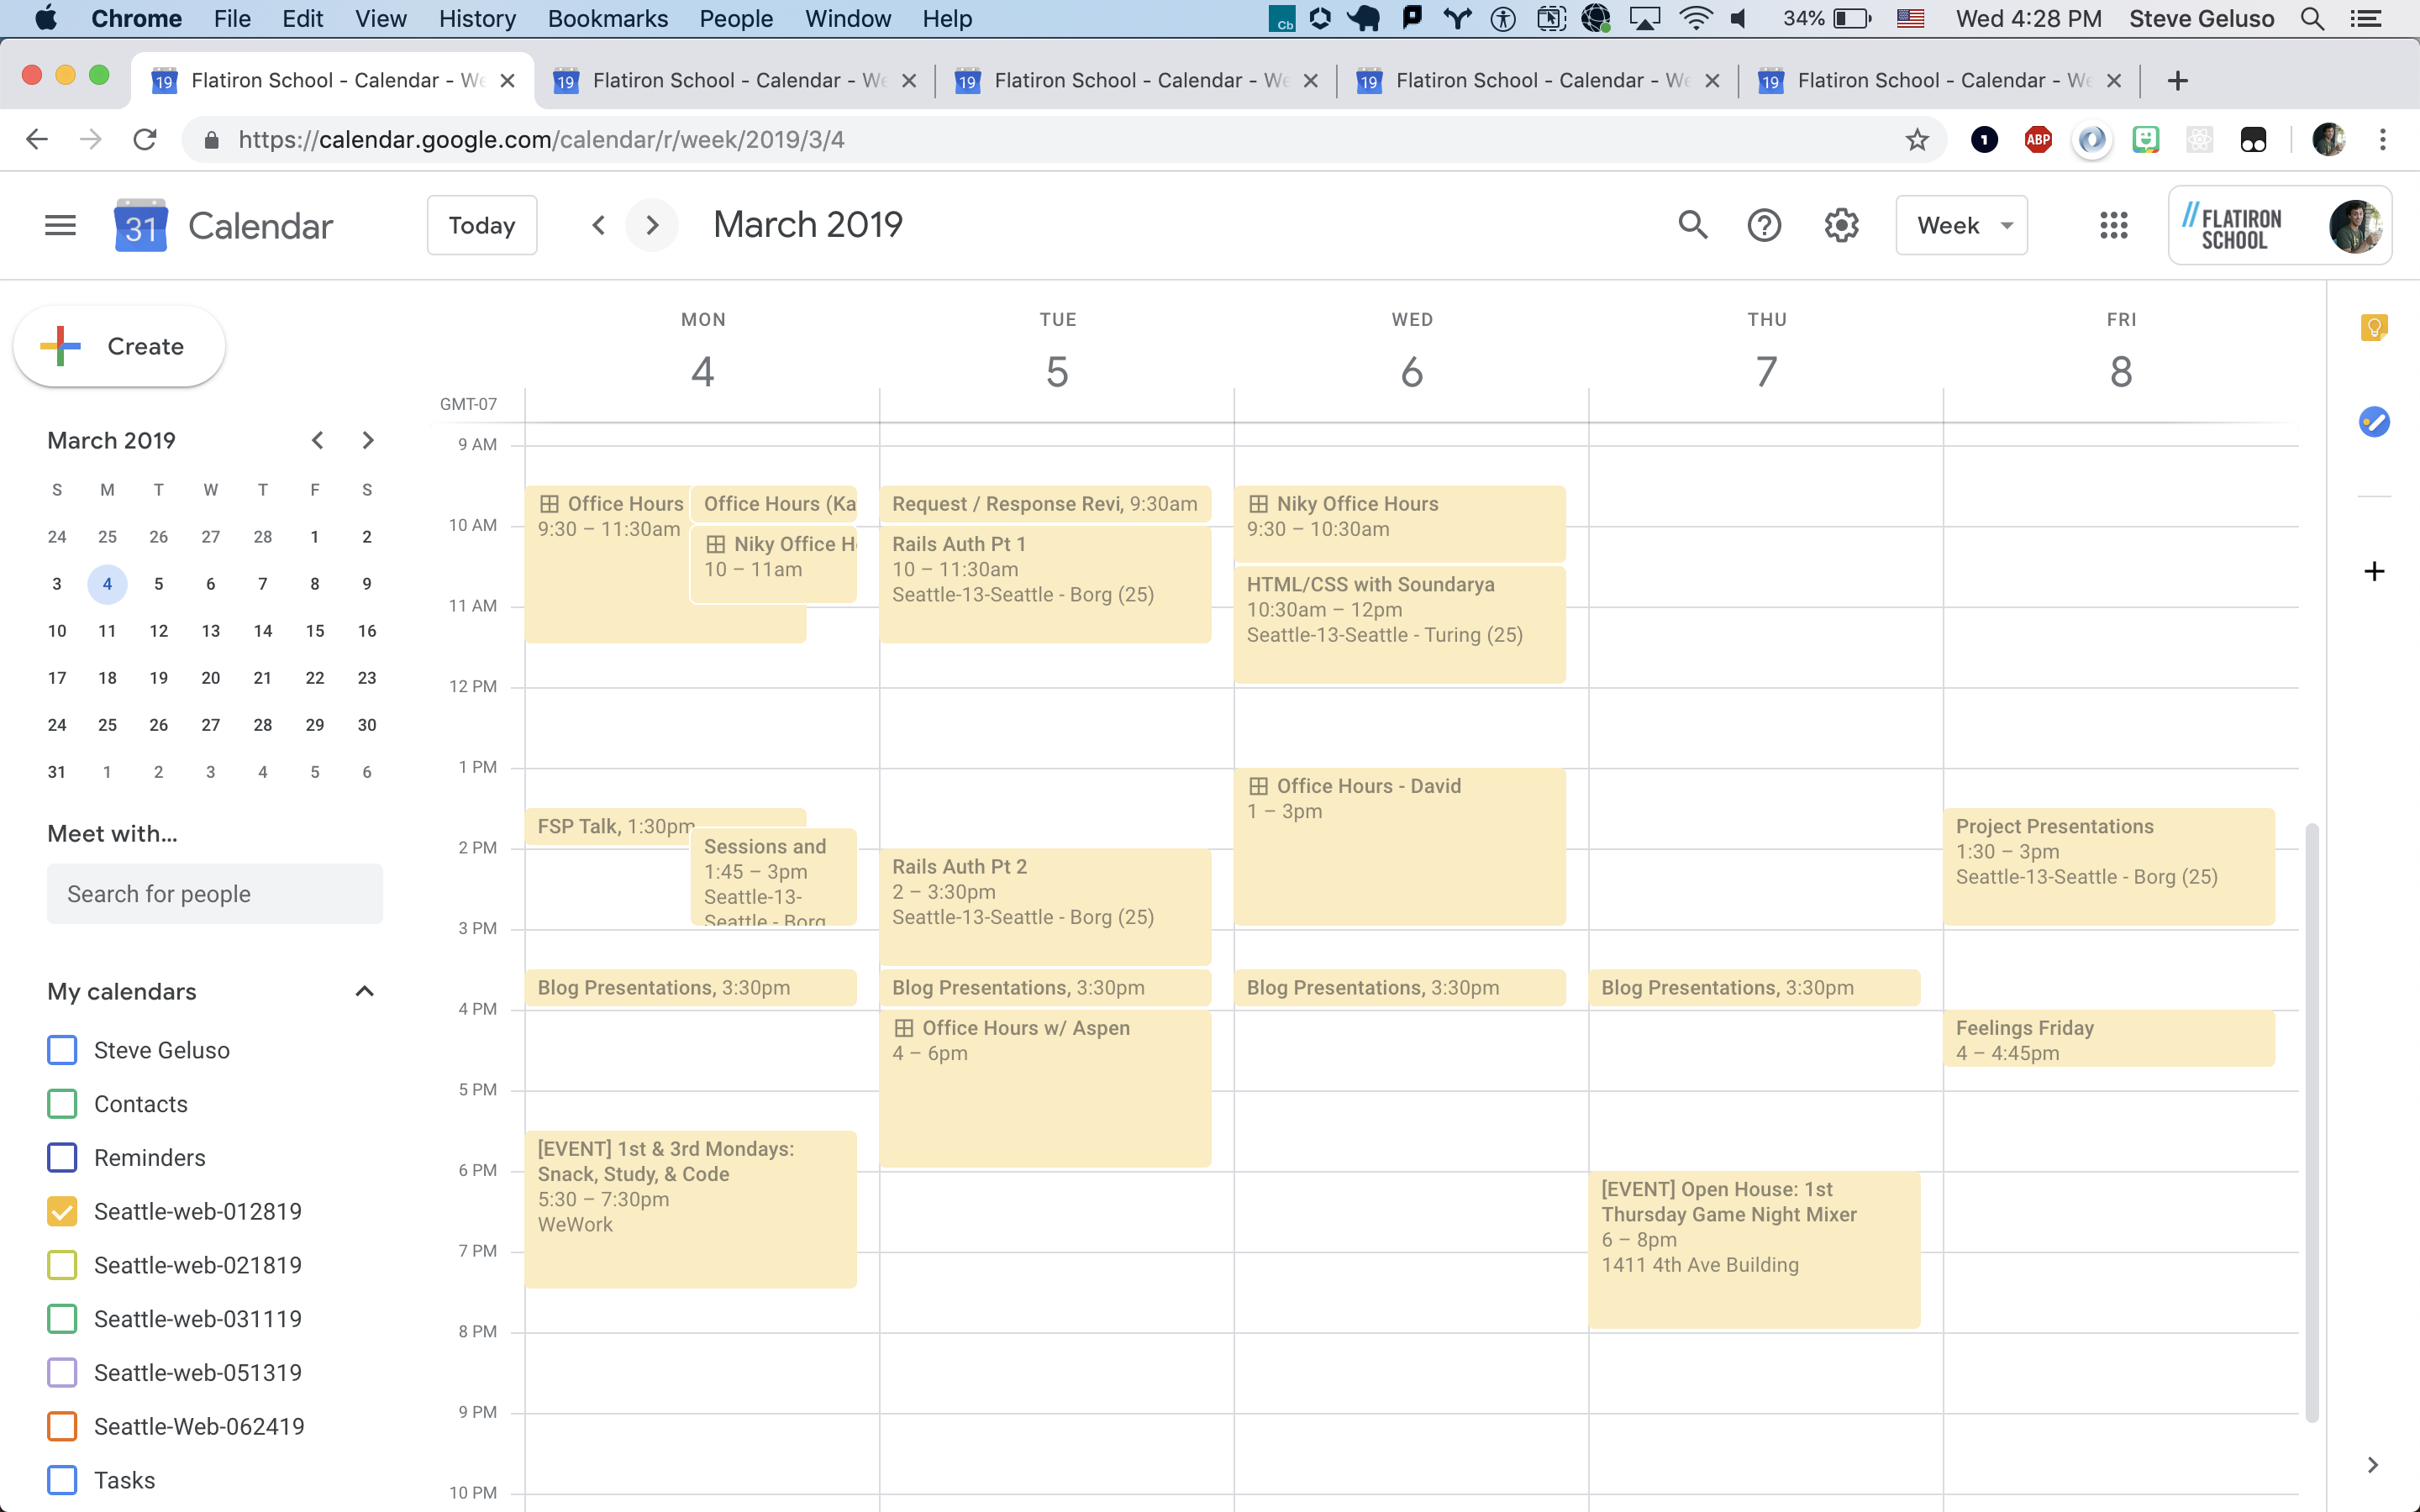 Chrome File Edit View History Bookmarks People Window Help
Cb
34%
Wed 4:28 PM Steve Geluso
19 Flatiron School - Calendar - We
19 Flatiron School - Calendar - We
19 Flatiron School - Calendar - We
19 Flatiron School - Calendar - We
19 Flatiron School - Calendar - We
https://calendar.google.com/calendar/r/week/2019/3/4
1
ABP
31 Calendar
Today
March 2019
Week
//FLATIRON
SCHOOL
Create
March 2019
S M T W T F S
24 25 26 27 28 1 2
3 4 5 6 7 8 9
10 11 12 13 14 15 16
17 18 19 20 21 22 23
24 25 26 27 28 29 30
31 1 2 3 4 5 6
Meet with...
Search for people
My calendars
Steve Geluso
Contacts
Reminders
Seattle-web-012819
Seattle-web-021819
Seattle-web-031119
Seattle-web-051319
Seattle-Web-062419
Tasks
GMT-07
9 AM
10 AM
11 AM
12 PM
1 PM
2 PM
3 PM
4 PM
5 PM
6 PM
7 PM
8 PM
9 PM
10 PM
MON
4
Office Hours
9:30 – 11:30am
Office Hours (Ka
Niky Office H
10 – 11am
FSP Talk, 1:30pm
Sessions and
1:45 – 3pm
Seattle-13-
Seattle - Borg
Blog Presentations, 3:30pm
[EVENT] 1st & 3rd Mondays:
Snack, Study, & Code
5:30 – 7:30pm
WeWork
TUE
5
Request / Response Revi, 9:30am
Rails Auth Pt 1
10 – 11:30am
Seattle-13-Seattle - Borg (25)
Rails Auth Pt 2
2 – 3:30pm
Seattle-13-Seattle - Borg (25)
Blog Presentations, 3:30pm
Office Hours w/ Aspen
4 – 6pm
WED
6
Niky Office Hours
9:30 – 10:30am
HTML/CSS with Soundarya
10:30am – 12pm
Seattle-13-Seattle - Turing (25)
Office Hours - David
1 – 3pm
Blog Presentations, 3:30pm
THU
7
Blog Presentations, 3:30pm
[EVENT] Open House: 1st
Thursday Game Night Mixer
6 – 8pm
1411 4th Ave Building
FRI
8
Project Presentations
1:30 – 3pm
Seattle-13-Seattle - Borg (25)
Feelings Friday
4 – 4:45pm